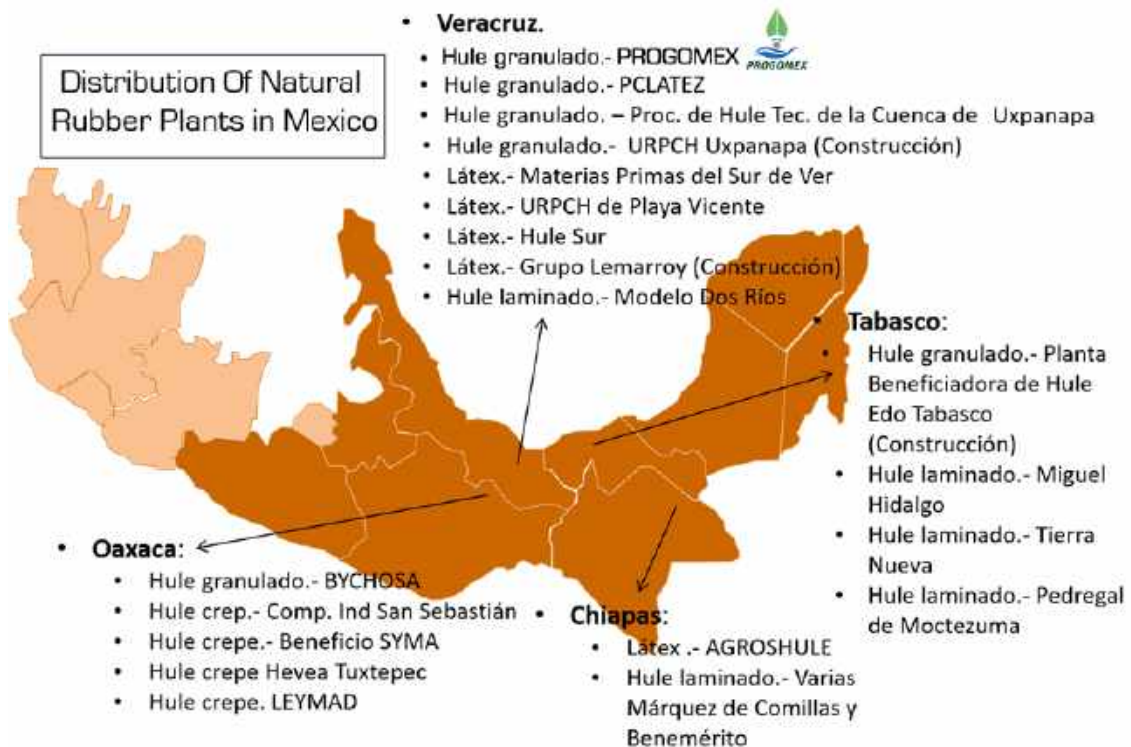 Distribution Of Natural
Rubber Plants in Mexico
• Veracruz.
• Hule granulado.- PROGOMEX
PROGOMEX
• Hule granulado.- PCLATEZ
• Hule granulado. – Proc. de Hule Tec. de la Cuenca de Uxpanapa
• Hule granulado.- URPCH Uxpanapa (Construcción)
• Látex.- Materias Primas del Sur de Ver
• Látex.- URPCH de Playa Vicente
• Látex.- Hule Sur
• Látex.- Grupo Lemarroy (Construcción)
• Hule laminado.- Modelo Dos Ríos
• Tabasco:
• Hule granulado.- Planta
Beneficiadora de Hule
Edo Tabasco
(Construcción)
• Hule laminado.- Miguel
Hidalgo
• Hule laminado.- Tierra
Nueva
• Hule laminado.- Pedregal
de Moctezuma
• Oaxaca:
• Hule granulado.- BYCHOSA
• Hule crep.- Comp. Ind San Sebastián
• Hule crepe.- Beneficio SYMA
• Hule crepe Hevea Tuxtepec
• Hule crepe. LEYMAD
• Chiapas:
• Látex .- AGROSHULE
• Hule laminado.- Varias
Márquez de Comillas y
Benemérito